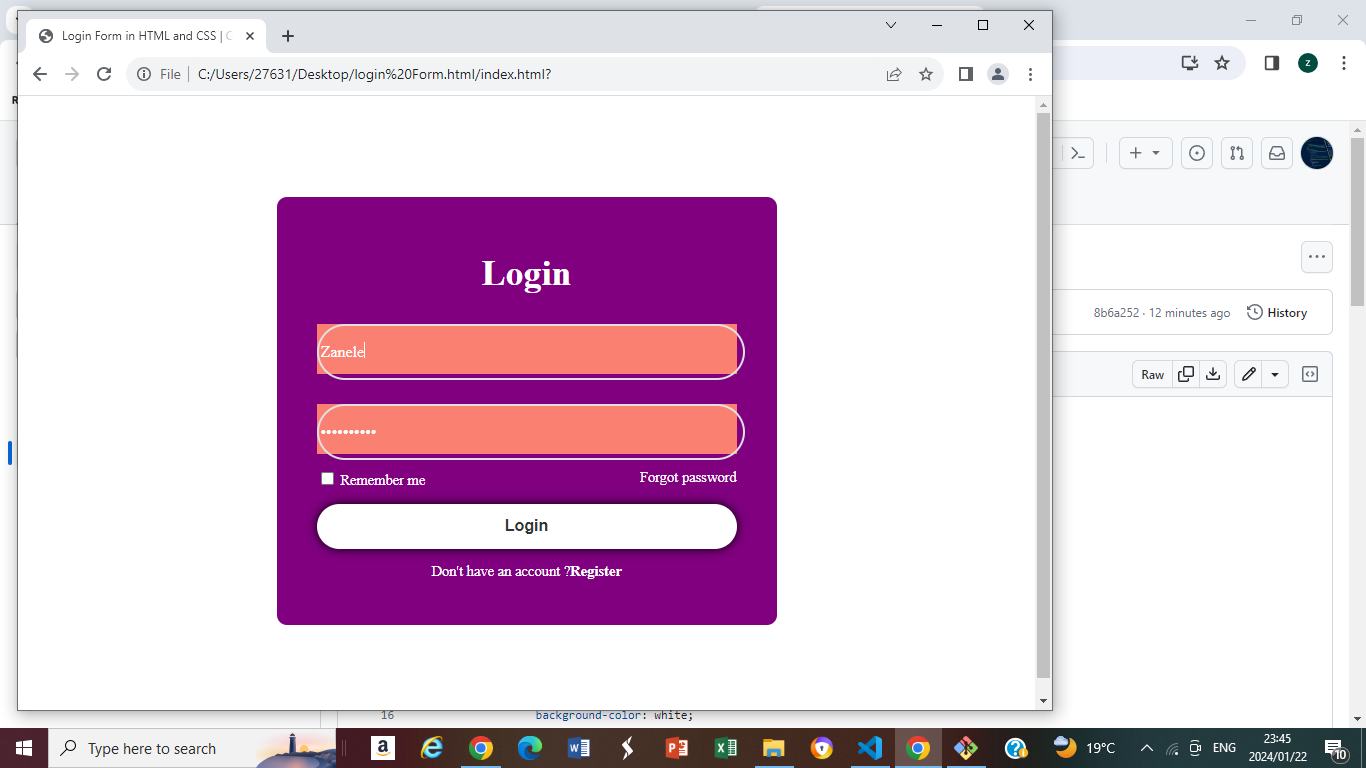 Login Form in HTML and CSS | C
File
C:/Users/27631/Desktop/login%20Form.html/index.html?
z
R
Login
Zanele
••••••••••
Remember me
Forgot password
Login
Don't have an account ?Register
8b6a252 · 12 minutes ago
History
Raw
16 background-color: white;
Type here to search
19°C
ENG
23:45
2024/01/22
10